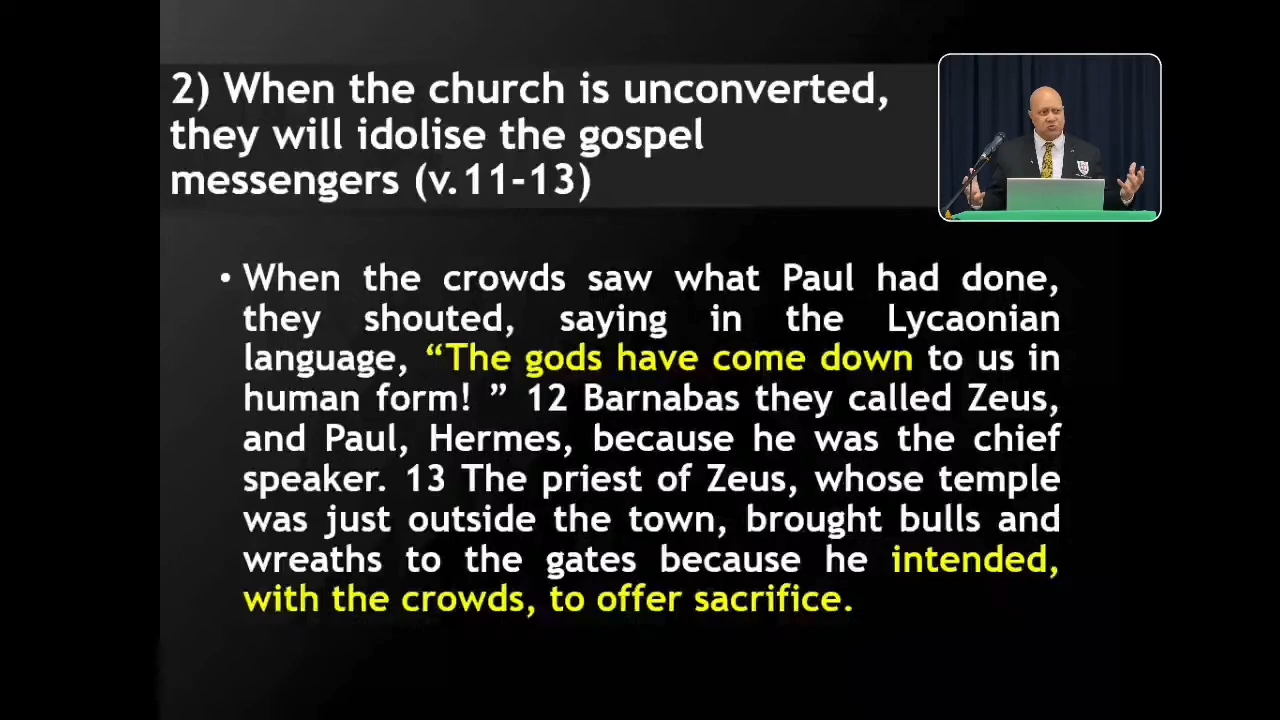 2) When the church is unconverted,
they will idolise the gospel
messengers (v.11-13)
• When the crowds saw what Paul had done,
they shouted, saying in the Lycaonian
language, “The gods have come down to us in
human form! ” 12 Barnabas they called Zeus,
and Paul, Hermes, because he was the chief
speaker. 13 The priest of Zeus, whose temple
was just outside the town, brought bulls and
wreaths to the gates because he intended,
with the crowds, to offer sacrifice.